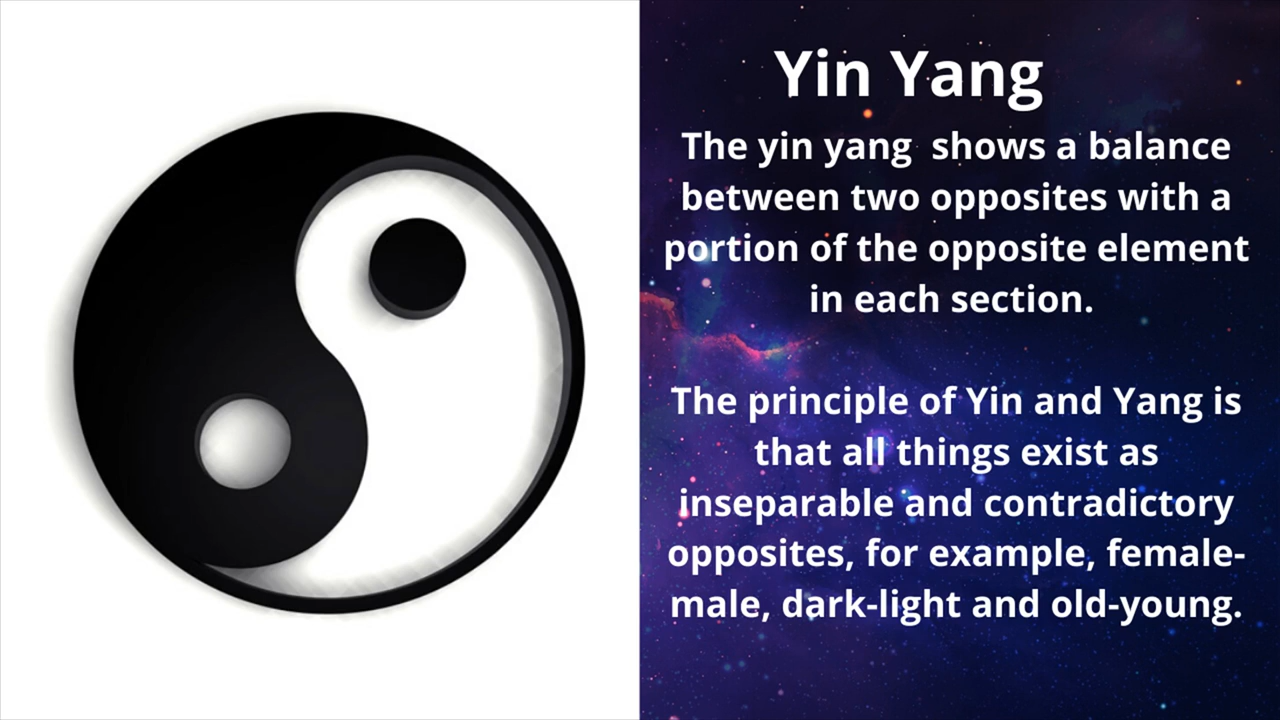 Yin Yang
The yin yang  shows a balance
between two opposites with a
portion of the opposite element
in each section.
The principle of Yin and Yang is
that all things exist as
inseparable and contradictory
opposites, for example, female-
male, dark-light and old-young.